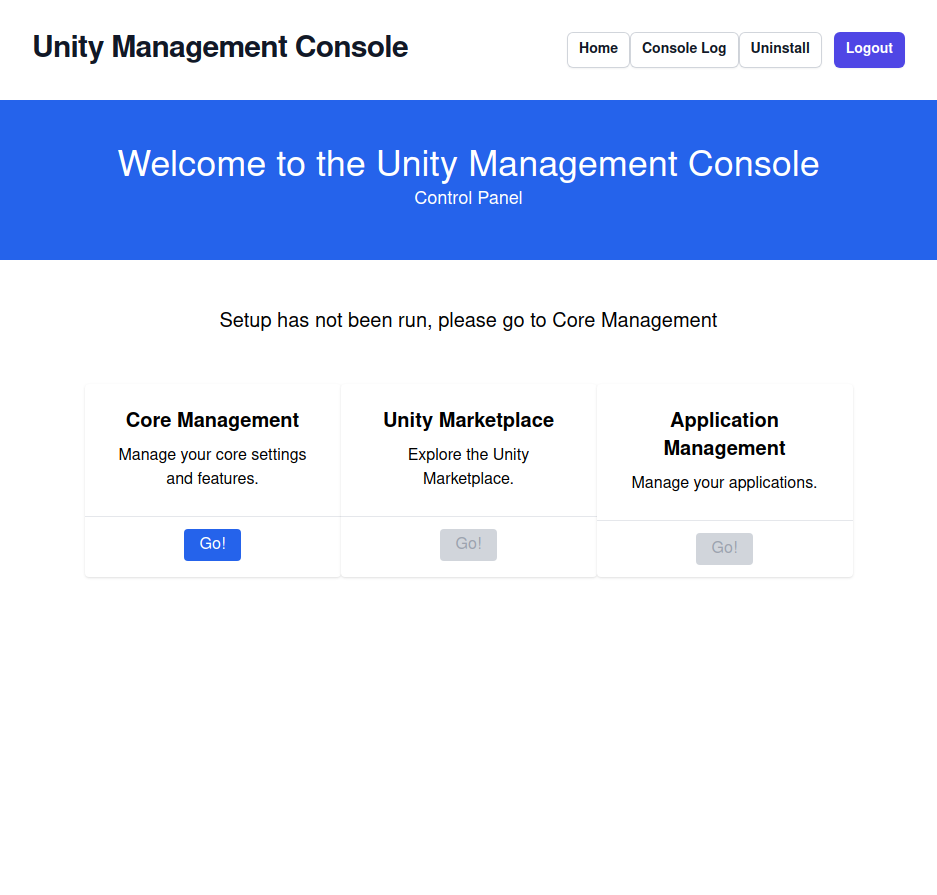 Unity Management Console
Home
Console Log
Uninstall
Logout
Welcome to the Unity Management Console
Control Panel
Setup has not been run, please go to Core Management
Core Management
Manage your core settings
and features.
Go!
Unity Marketplace
Explore the Unity
Marketplace.
Go!
Application
Management
Manage your applications.
Go!